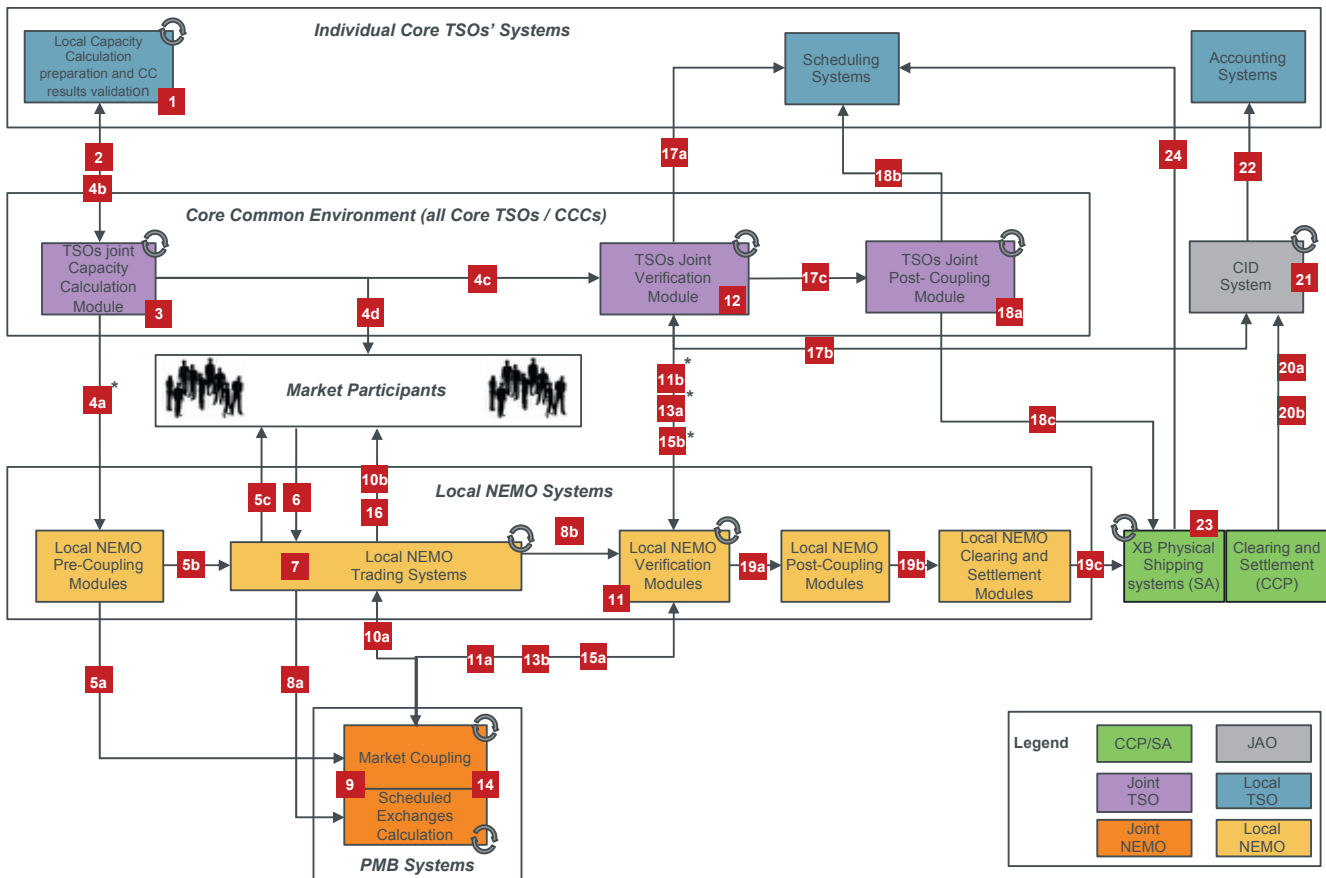 Individual Core TSOs' Systems
Local Capacity
Calculation
preparation and CC
results validation
1
Scheduling
Systems
Accounting
Systems
2
17a
24
22
4b
18b
Core Common Environment (all Core TSOs / CCCs)
TSOs joint
Capacity
Calculation
Module
3
4c
4d
TSOs Joint
Verification
Module
12
17c
TSOs Joint
Post- Coupling
Module
18a
CID
System
21
17b
4a
*
Market Participants
11b
*
13a
*
15b
*
20a
20b
18c
5c
6
10b
16
Local NEMO Systems
Local NEMO
Pre-Coupling
Modules
5b
7
Local NEMO
Trading Systems
8b
Local NEMO
Verification
Modules
11
19a
Local NEMO
Post-Coupling
Modules
19b
Local NEMO
Clearing and
Settlement
Modules
19c
23
XB Physical
Shipping
systems (SA)
Clearing and
Settlement
(CCP)
10a
11a
13b
15a
5a
8a
Market Coupling
9
14
Scheduled
Exchanges
Calculation
PMB Systems
Legend
CCP/SA
JAO
Joint
TSO
Local
TSO
Joint
NEMO
Local
NEMO